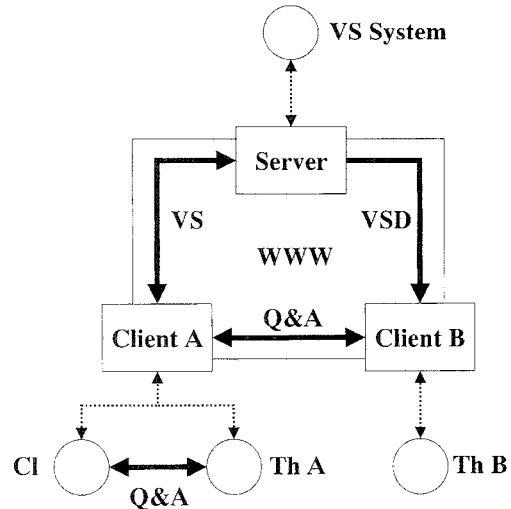 VS System
Server
VS
VSD
WWW
Q&A
Client A
Client B
Cl
Th A
Th B
Q&A